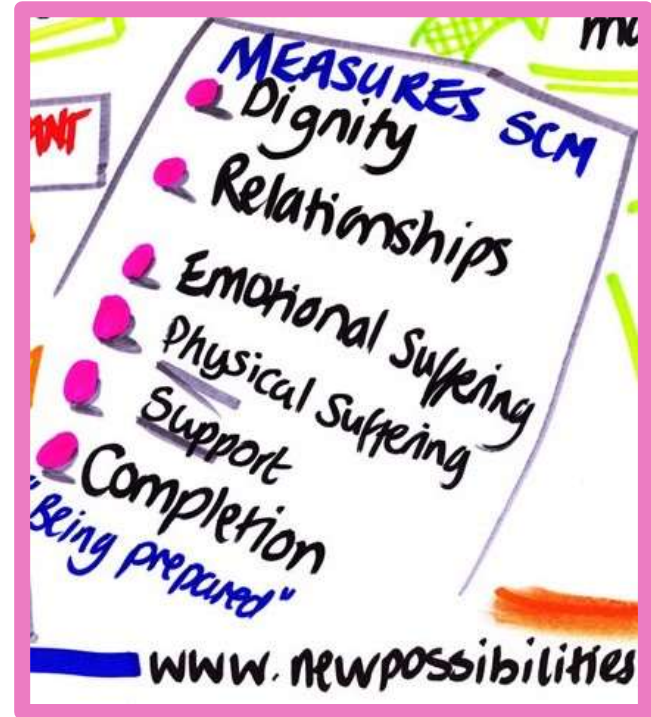 MEASURES SCM
Dignity
Relationships
Emotional Suffering
Physical Suffering
Support
Completion
"Being prepared"
www.newpossibilities